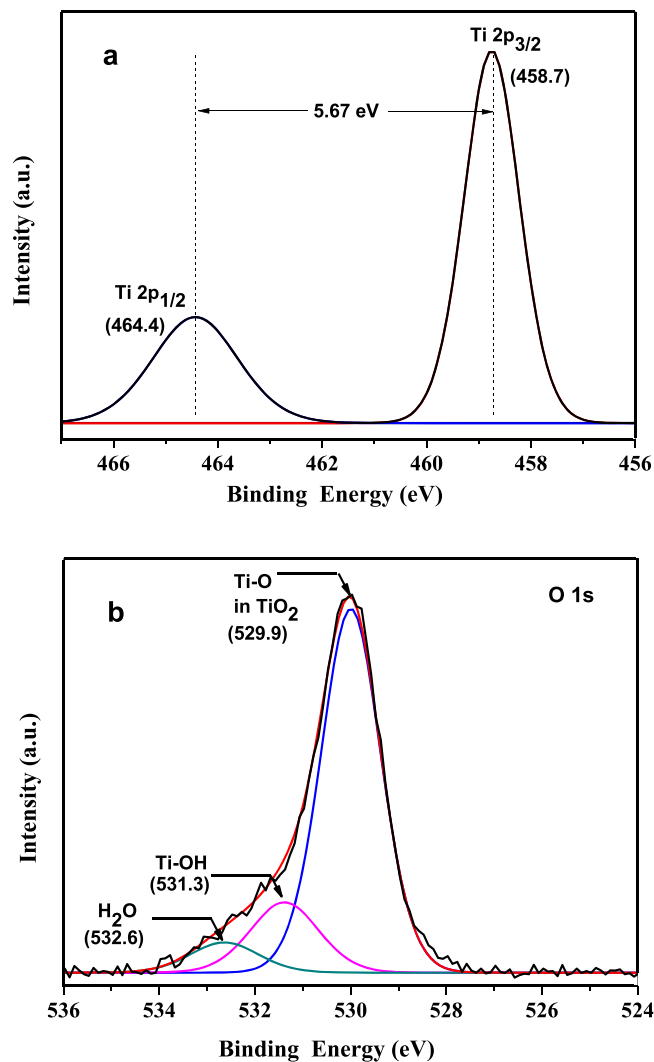 a
Ti 2p3/2
(458.7)
5.67 eV
Ti 2p1/2
(464.4)
Intensity (a.u.)
466 464 462 460 458 456
Binding Energy (eV)
b
Ti-O
in TiO2
(529.9)
O 1s
Ti-OH
(531.3)
H2O
(532.6)
Intensity (a.u.)
536 534 532 530 528 526 524
Binding Energy (eV)